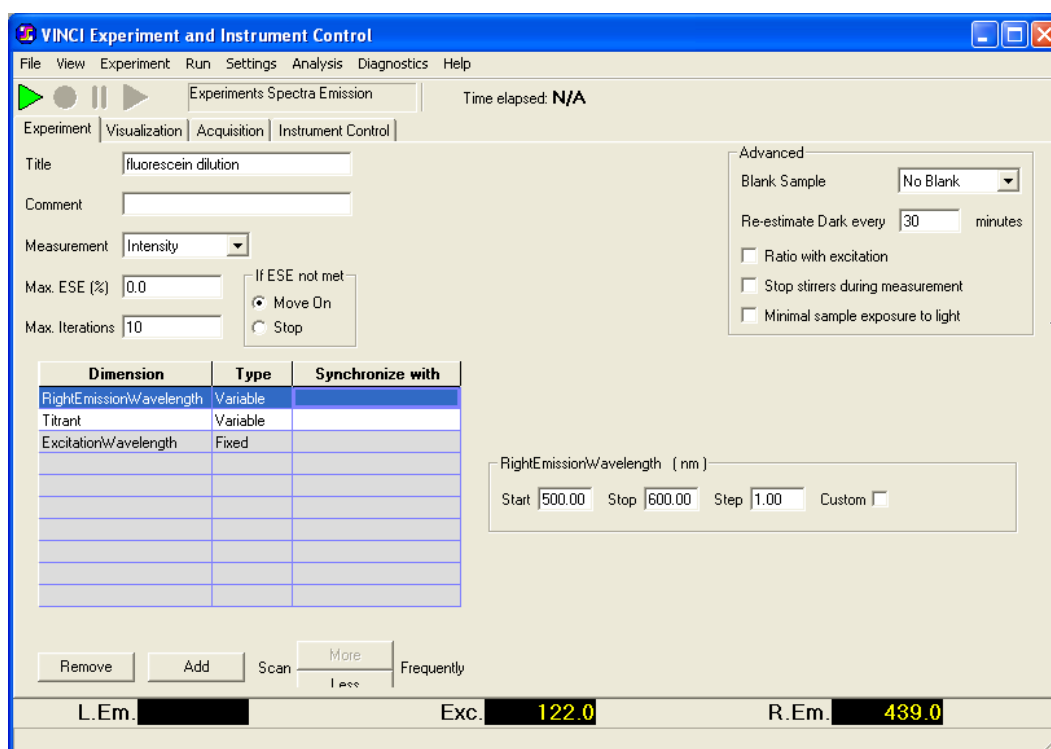 VINCI Experiment and Instrument Control
File View Experiment Run Settings Analysis Diagnostics Help
Experiments Spectra Emission
Time elapsed: N/A
Experiment Visualization Acquisition Instrument Control
Title fluorescein dilution
Comment
Measurement Intensity
Max. ESE (%) 0.0
Max. Iterations 10
If ESE not met
Move On
Stop
Advanced
Blank Sample No Blank
Re-estimate Dark every 30 minutes
Ratio with excitation
Stop stirrers during measurement
Minimal sample exposure to light
Dimension Type Synchronize with
RightEmissionWavelength Variable
Titrant Variable
ExcitationWavelength Fixed
RightEmissionWavelength ( nm )
Start 500.00 Stop 600.00 Step 1.00 Custom
Remove Add Scan More Frequently
Less
L.Em. Exc. 122.0 R.Em. 439.0